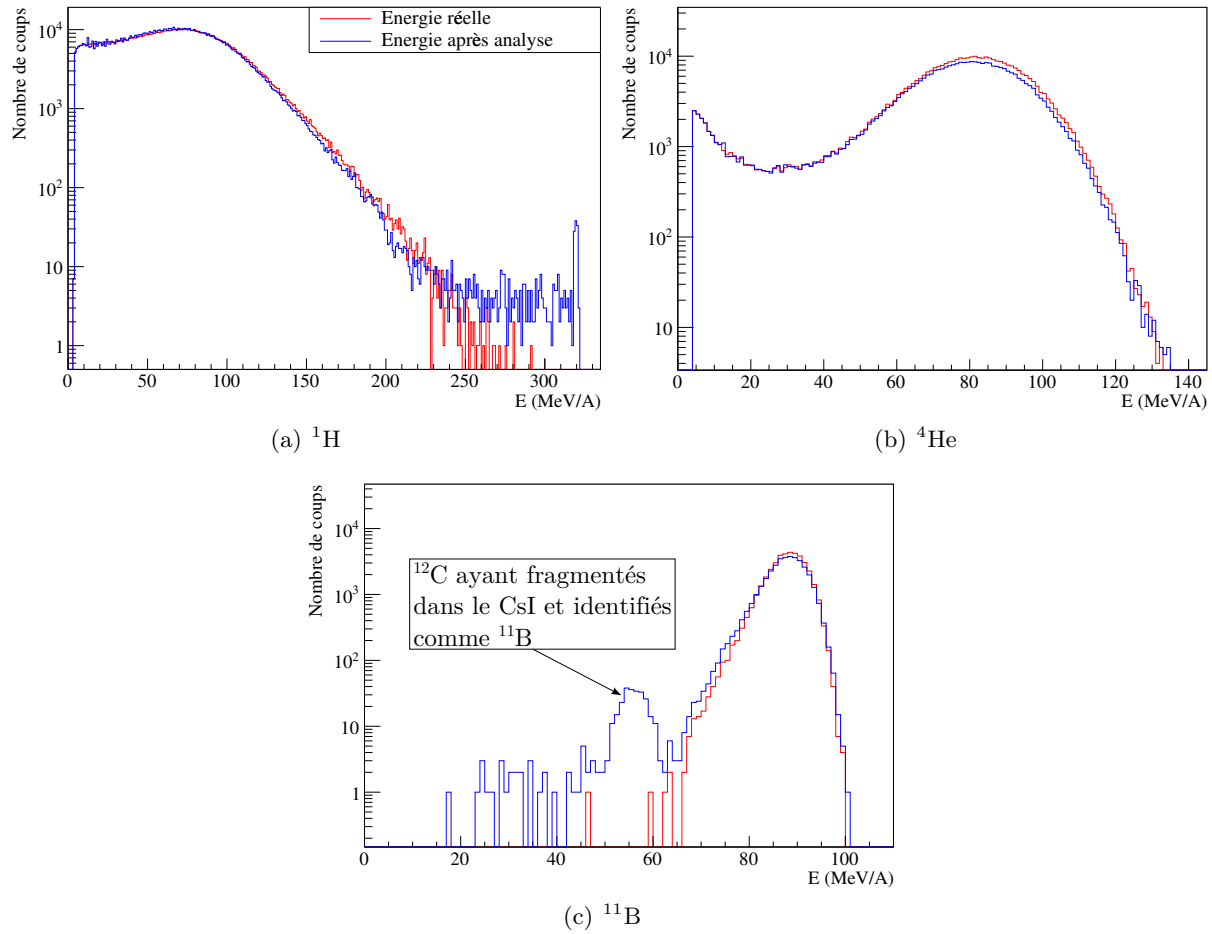 Nombre de coups
10⁴
10³
10²
10
1
Energie réelle
Energie après analyse
0 50 100 150 200 250 300
E (MeV/A)
(a) ¹H
Nombre de coups
10⁴
10³
10²
10
0 20 40 60 80 100 120 140
E (MeV/A)
(b) ⁴He
Nombre de coups
10⁴
10³
10²
10
1
¹²C ayant fragmentés
dans le CsI et identifiés
comme ¹¹B
0 20 40 60 80 100
E (MeV/A)
(c) ¹¹B